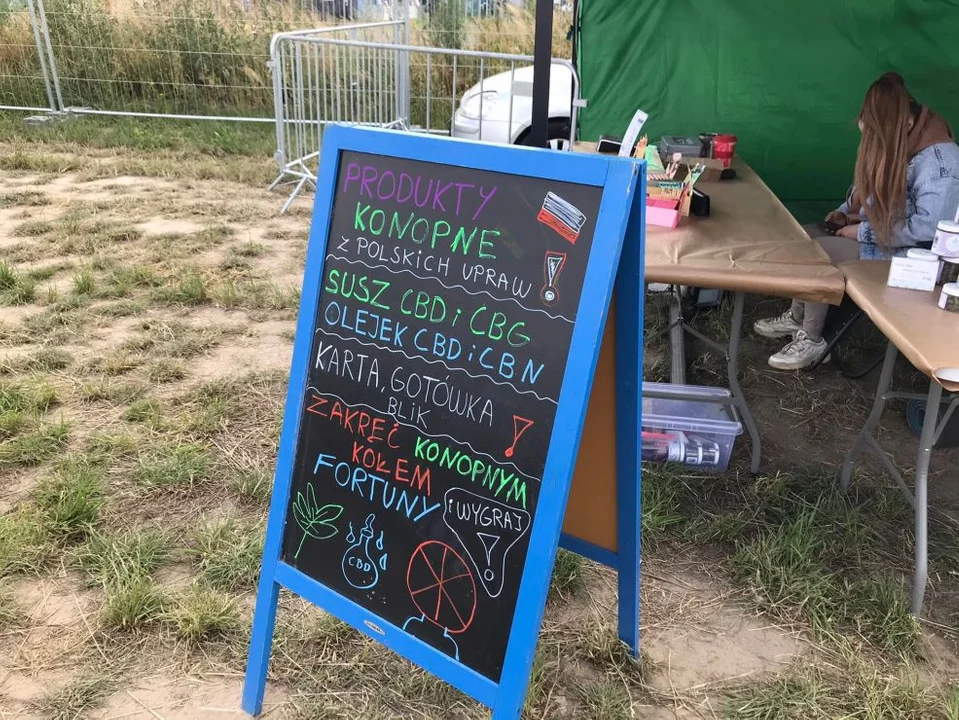 PRODUKTY
KONOPNE
Z POLSKICH UPRAW
SUSZ CBD i CBG
OLEJEK CBD i CBN
KARTA, GOTÓWKA
BLIK
ZAKRĘĆ KONOPNYM
KOŁEM
FORTUNY
i WYGRAJ
!
CBD